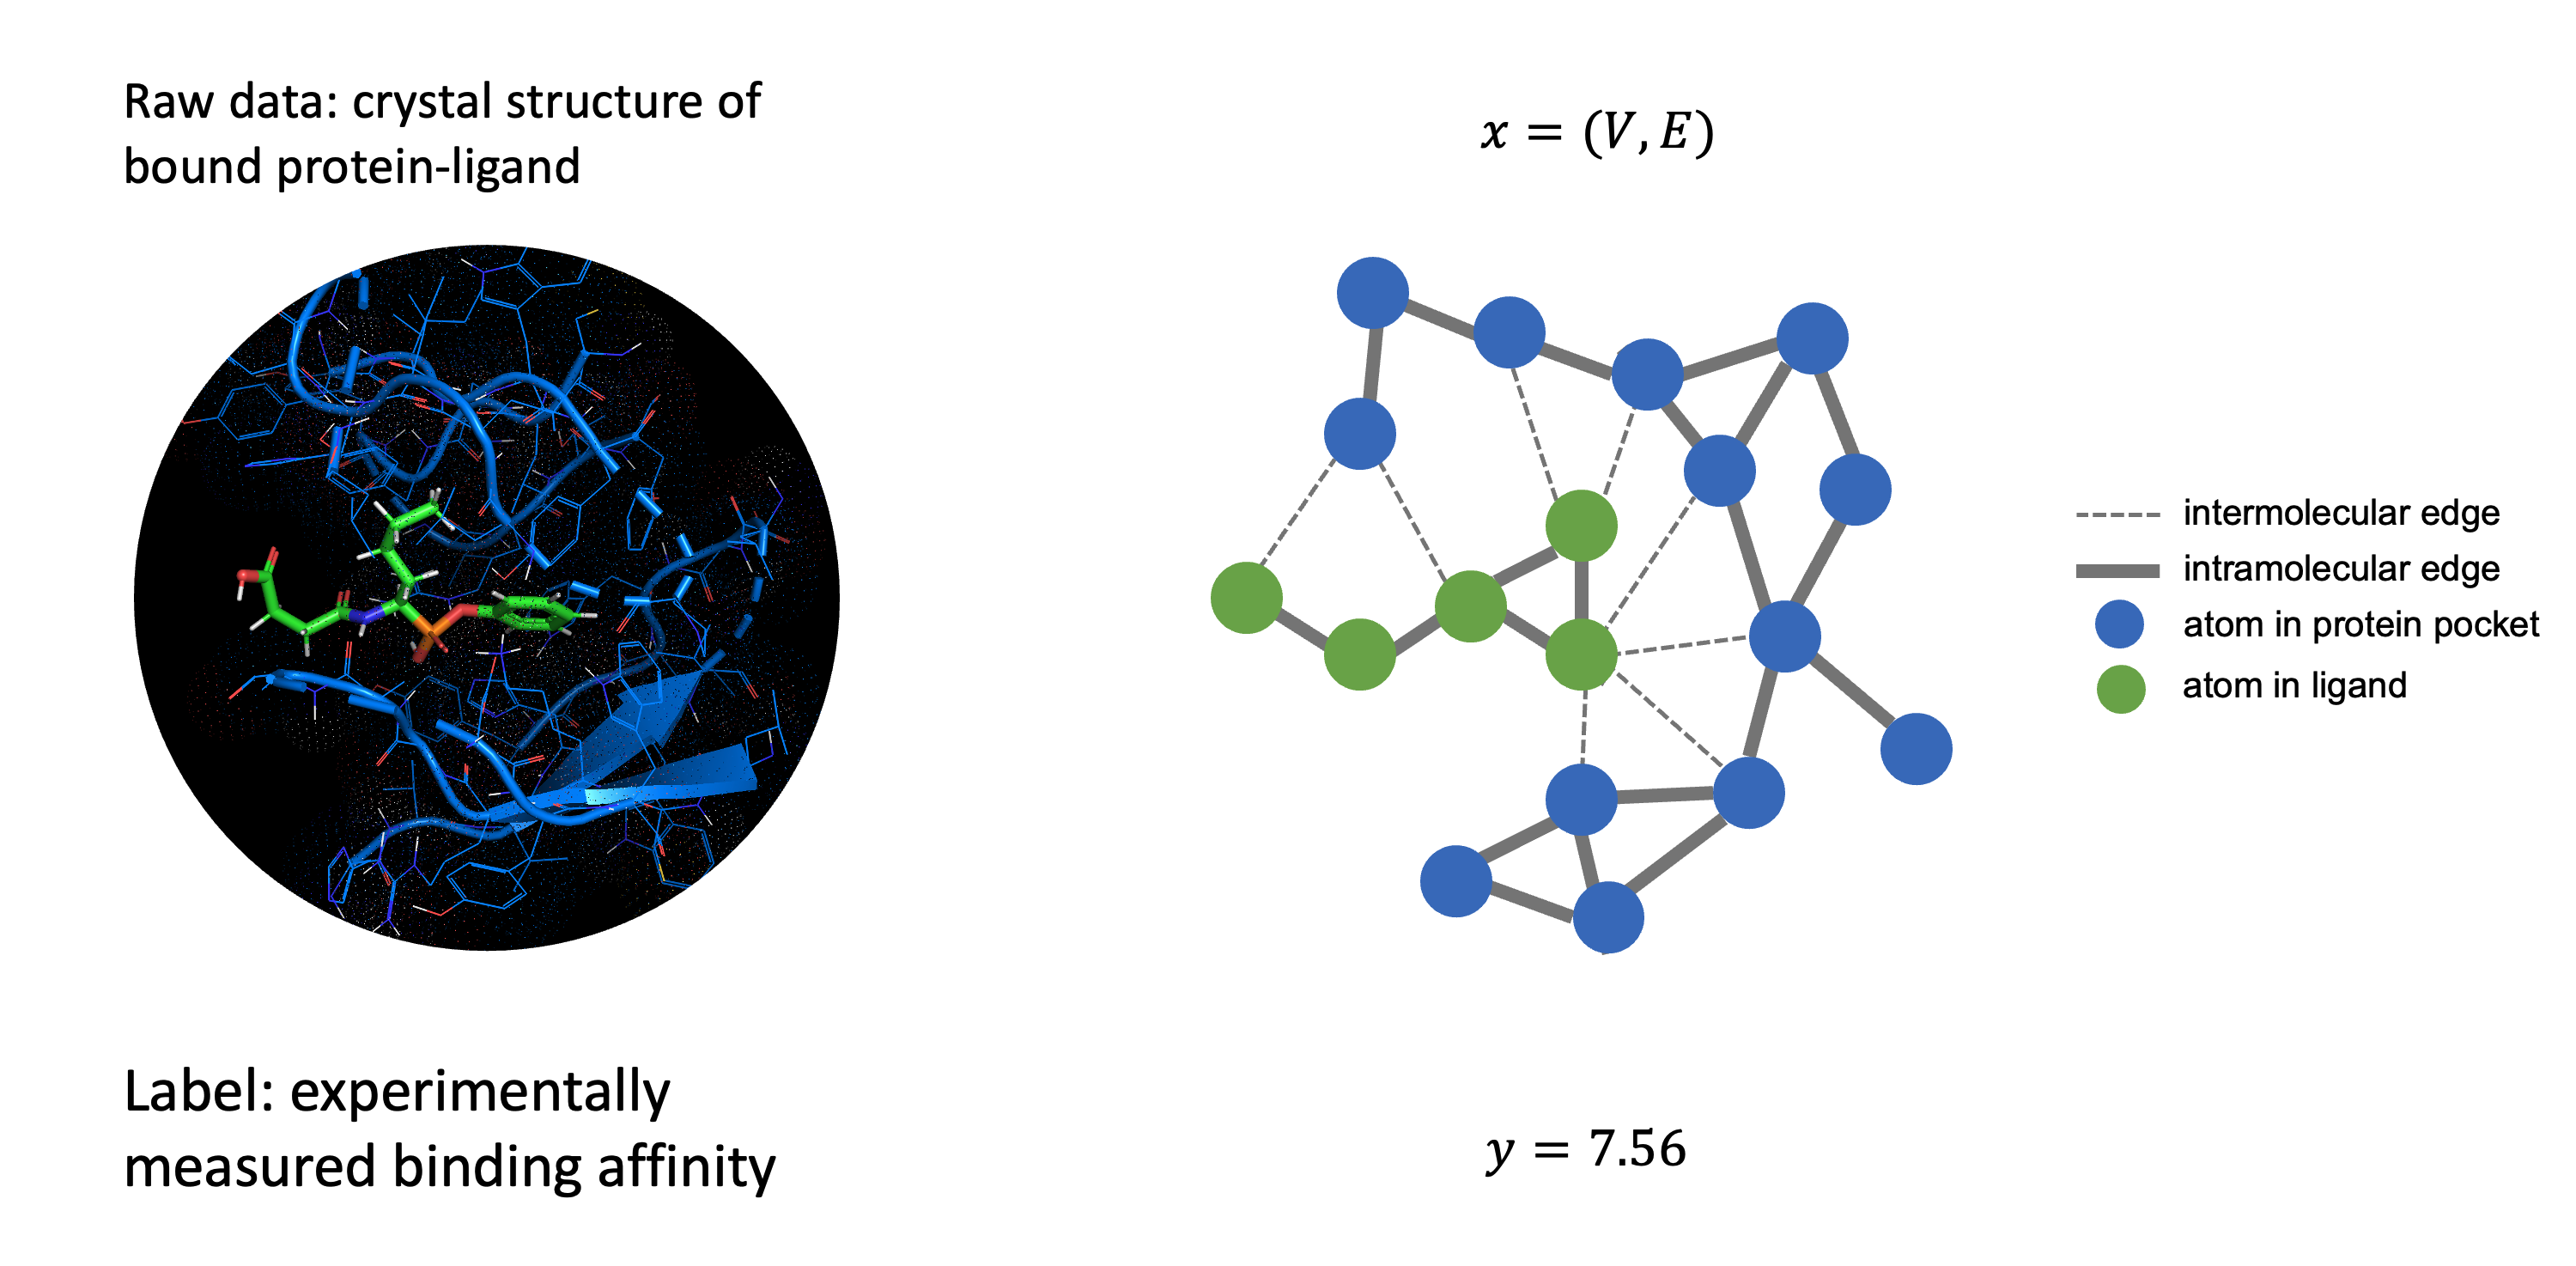 Raw data: crystal structure of
bound protein-ligand
x = (V, E)
intermolecular edge
intramolecular edge
atom in protein pocket
atom in ligand
Label: experimentally
measured binding affinity
y = 7.56